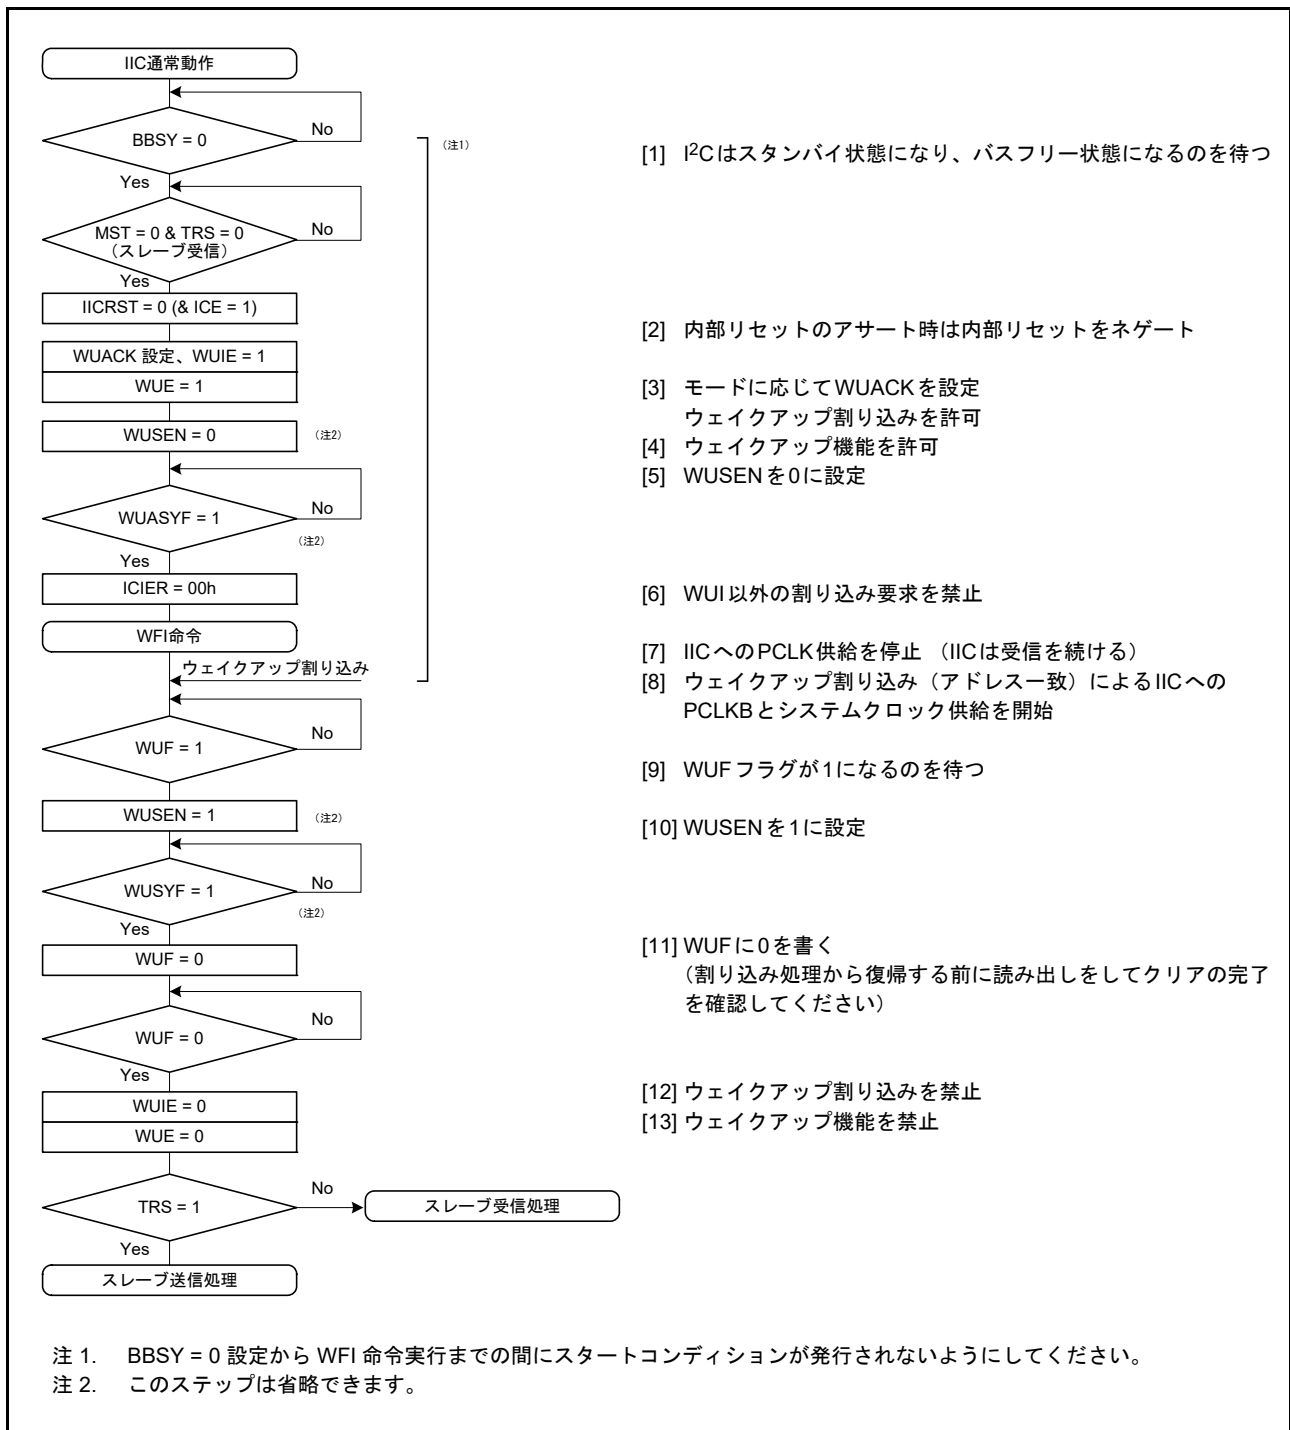 IIC通常動作
BBSY = 0
No
(注1)
Yes
MST = 0 & TRS = 0
（スレーブ受信）
No
Yes
IICRST = 0 (& ICE = 1)
WUACK 設定、WUIE = 1
WUE = 1
WUSEN = 0
(注2)
WUASYF = 1
No
(注2)
Yes
ICIER = 00h
WFI命令
ウェイクアップ割り込み
WUF = 1
No
WUSEN = 1
(注2)
WUSYF = 1
No
(注2)
Yes
WUF = 0
WUF = 0
No
Yes
WUIE = 0
WUE = 0
TRS = 1
No
スレーブ受信処理
Yes
スレーブ送信処理
[1] I2Cはスタンバイ状態になり、バスフリー状態になるのを待つ
[2] 内部リセットのアサート時は内部リセットをネゲート
[3] モードに応じてWUACKを設定
ウェイクアップ割り込みを許可
[4] ウェイクアップ機能を許可
[5] WUSENを0に設定
[6] WUI以外の割り込み要求を禁止
[7] IICへのPCLK供給を停止 （IICは受信を続ける）
[8] ウェイクアップ割り込み（アドレス一致）によるIICへの
PCLKBとシステムクロック供給を開始
[9] WUFフラグが1になるのを待つ
[10] WUSENを1に設定
[11] WUFに0を書く
（割り込み処理から復帰する前に読み出しをしてクリアの完了
を確認してください）
[12] ウェイクアップ割り込みを禁止
[13] ウェイクアップ機能を禁止
注 1. BBSY = 0 設定から WFI 命令実行までの間にスタートコンディションが発行されないようにしてください。
注 2. このステップは省略できます。